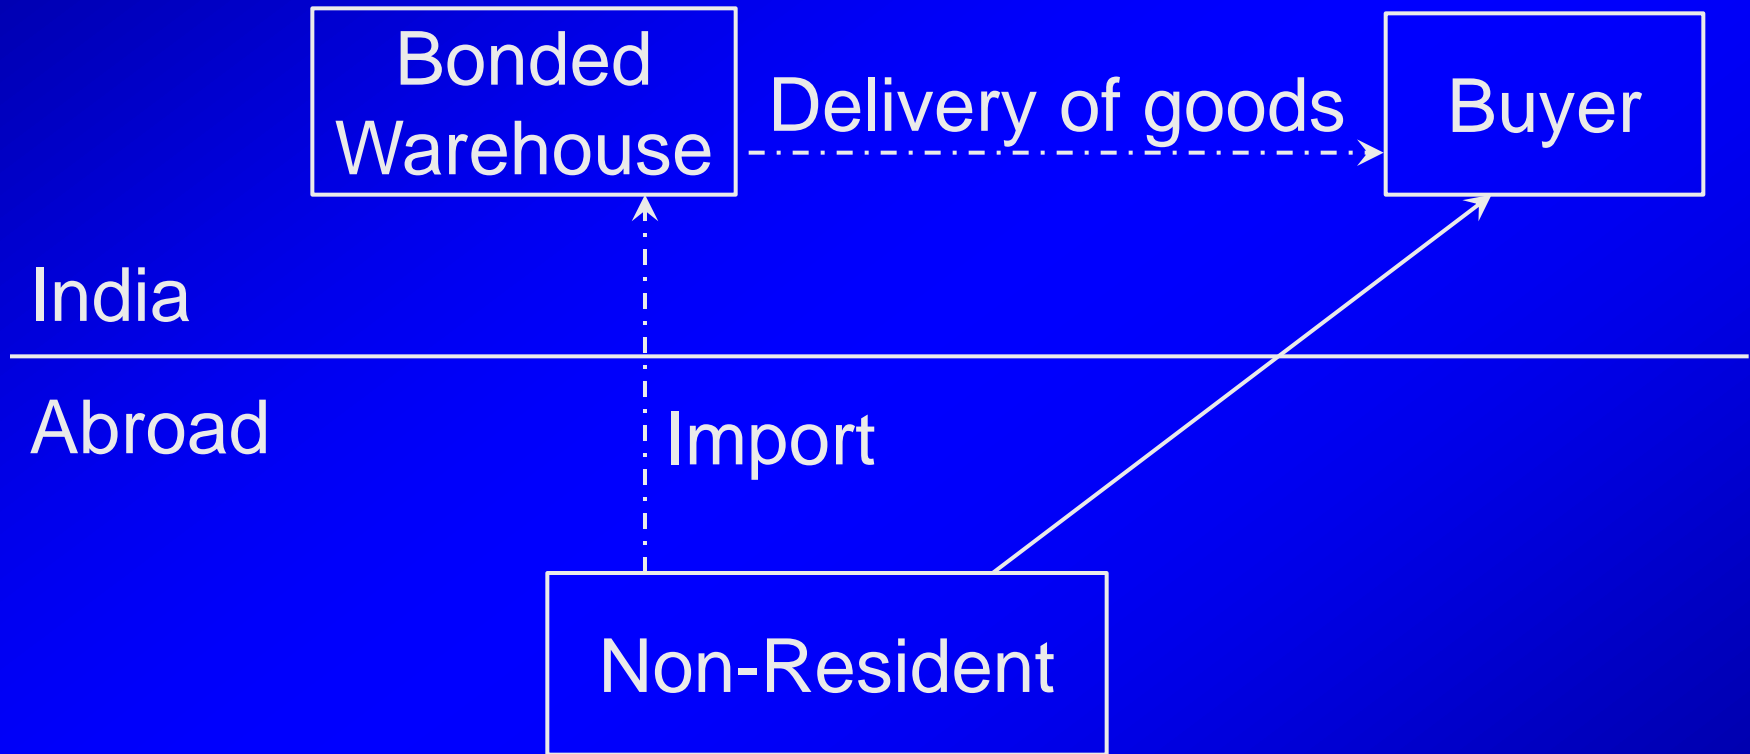 Bonded
Warehouse
Delivery of goods
Buyer
India
Abroad
Import
Non-Resident